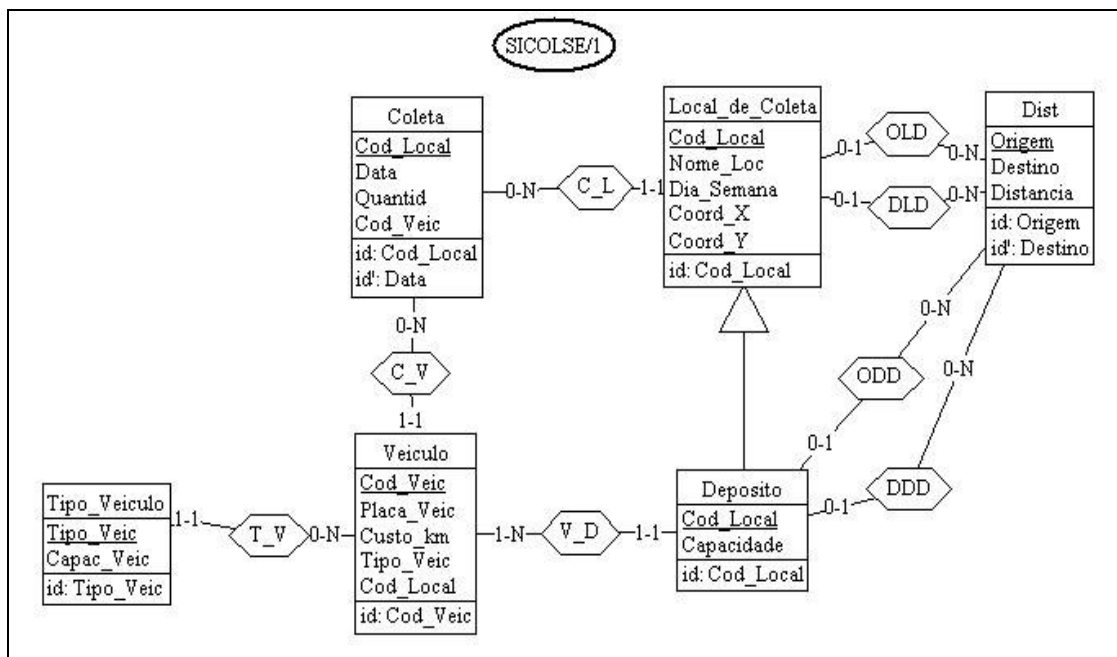 SICOLSE/1
Coleta
Cod_Local
Data
Quantid
Cod_Veic
id: Cod_Local
id': Data
0-N
C_L
1-1
Local_de_Coleta
Cod_Local
Nome_Loc
Dia_Semana
Coord_X
Coord_Y
id: Cod_Local
0-1
OLD
0-N
0-1
DLD
0-N
Dist
Origem
Destino
Distancia
id: Origem
id': Destino
0-N
C_V
1-1
0-N
ODD
0-1
0-N
DDD
0-1
Tipo_Veiculo
Tipo_Veic
Capac_Veic
id: Tipo_Veic
1-1
T_V
0-N
Veiculo
Cod_Veic
Placa_Veic
Custo_km
Tipo_Veic
Cod_Local
id: Cod_Veic
1-N
V_D
1-1
Deposito
Cod_Local
Capacidade
id: Cod_Local